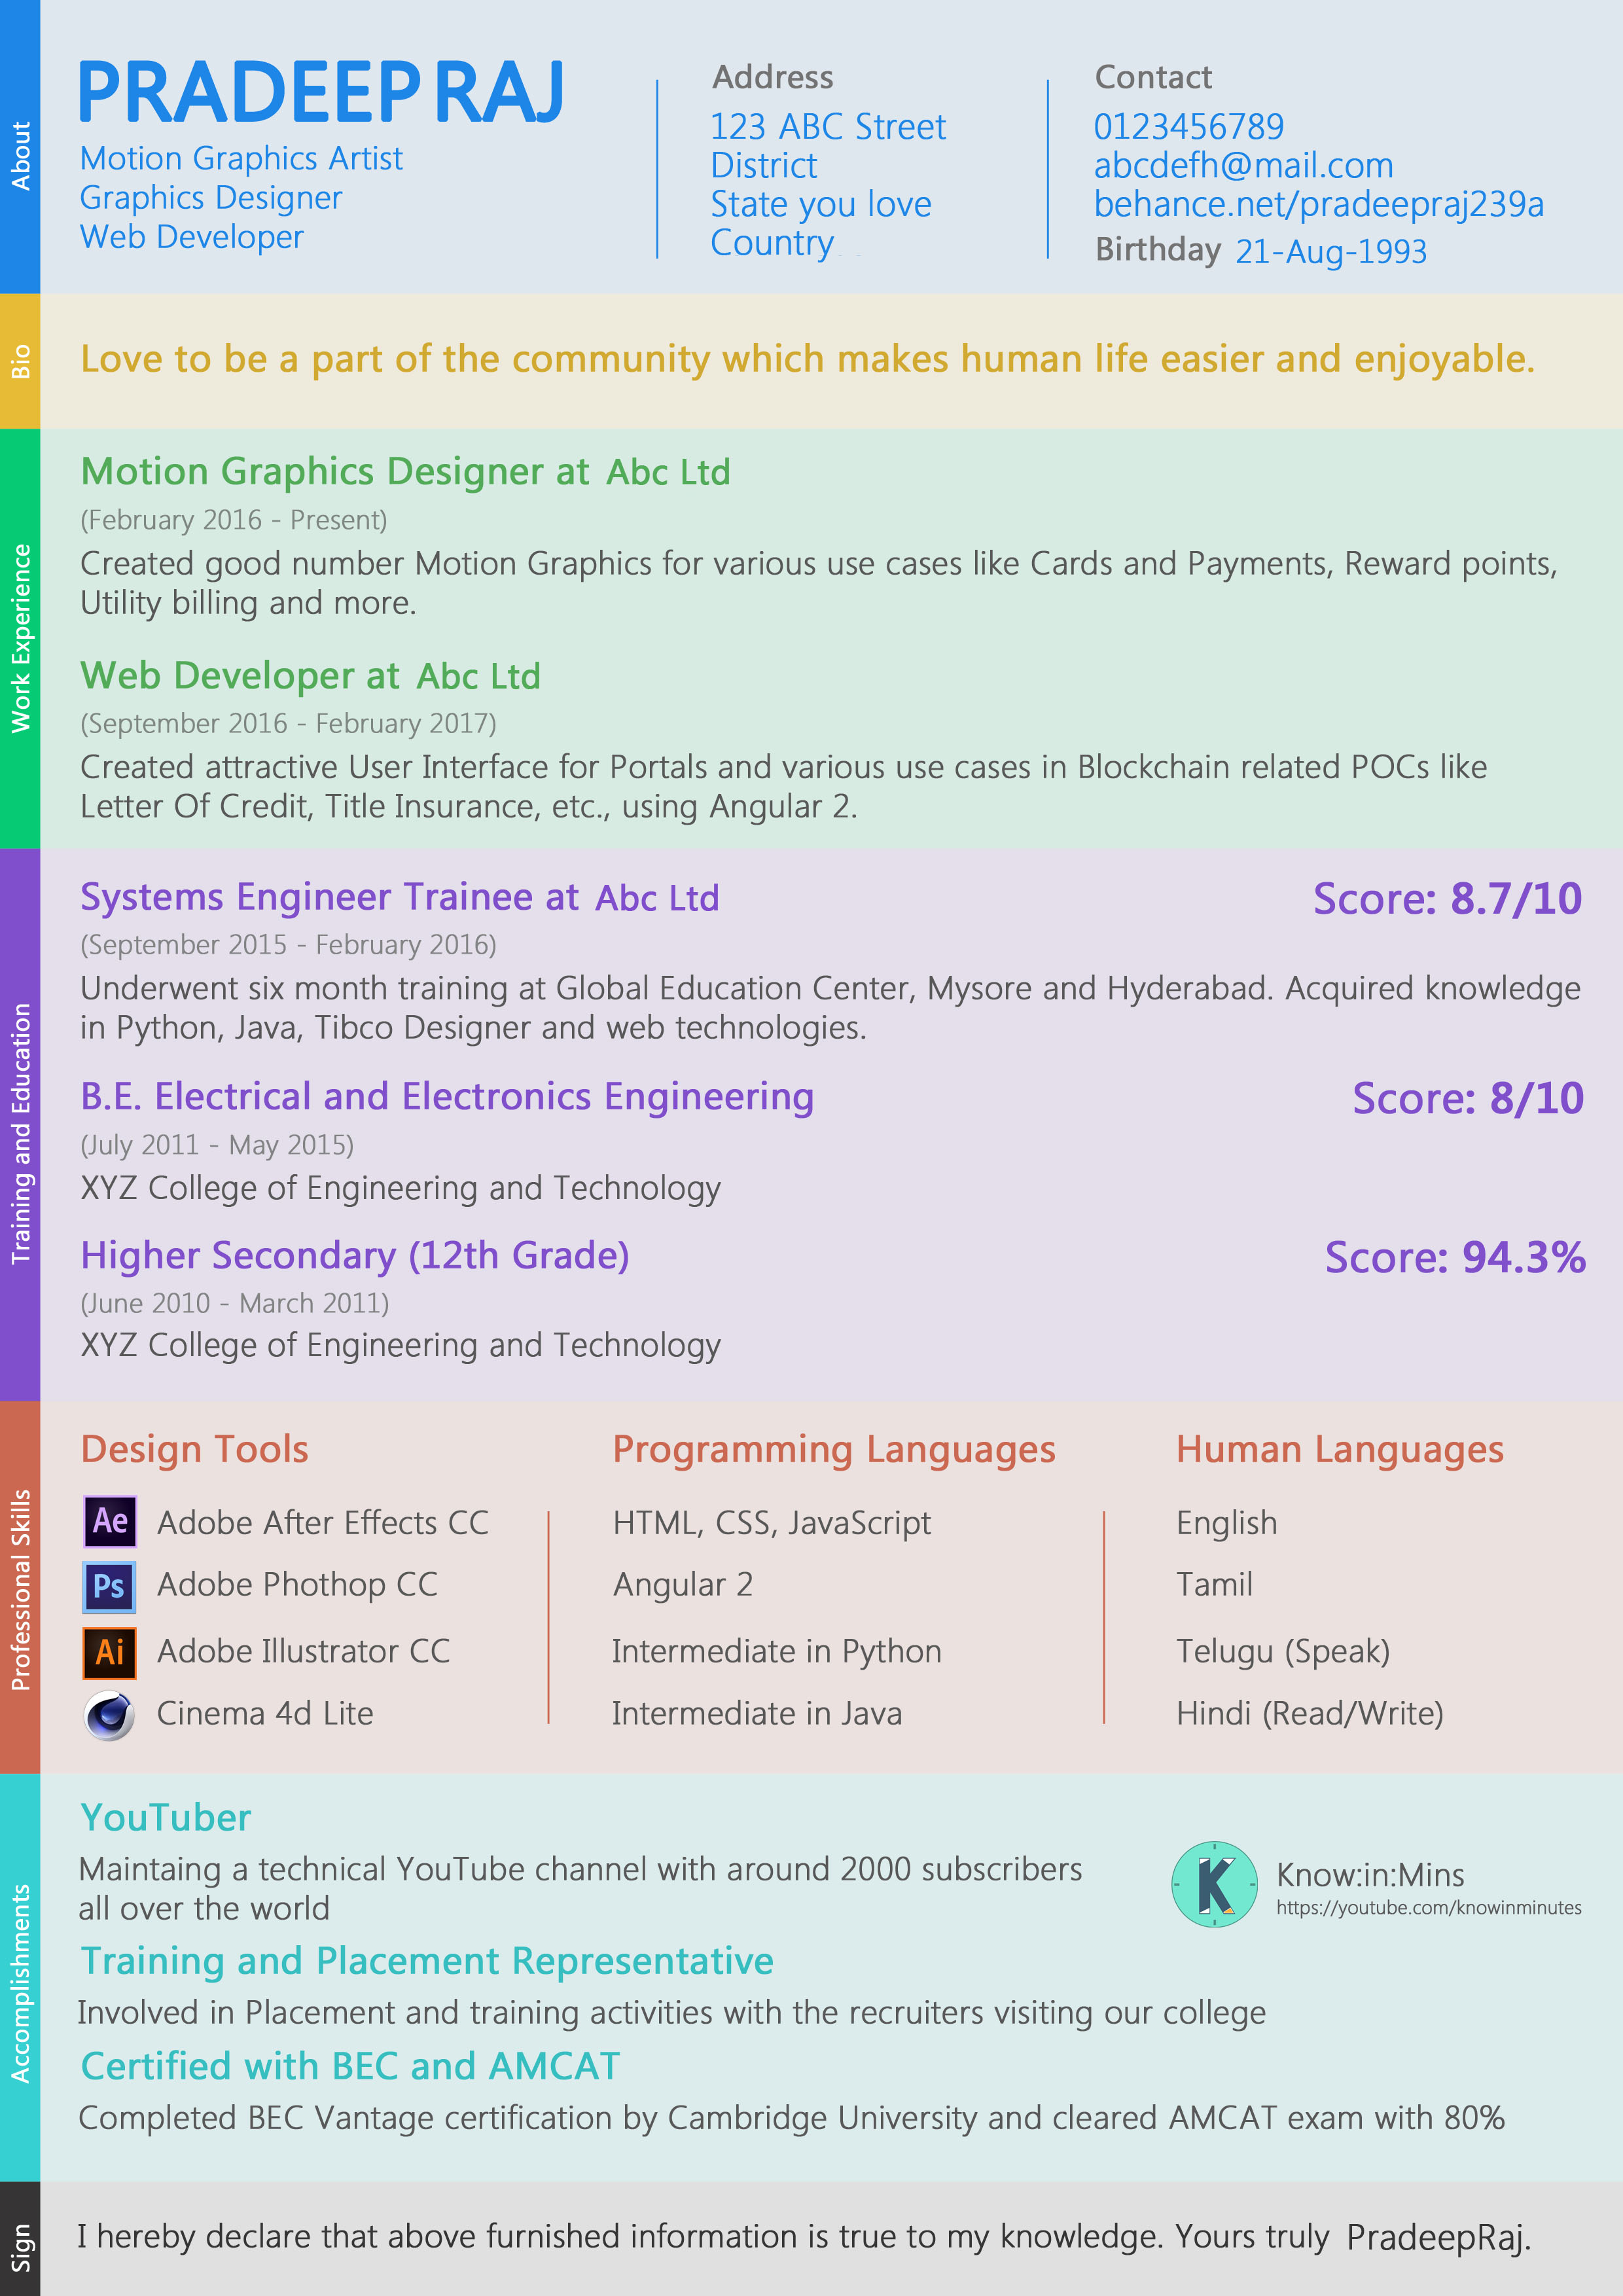 About
PRADEEP RAJ
Motion Graphics Artist
Graphics Designer
Web Developer
Address
123 ABC Street
District
State you love
Country
Contact
0123456789
abcdefh@mail.com
behance.net/pradeepraj239a
Birthday 21-Aug-1993
Bio
Love to be a part of the community which makes human life easier and enjoyable.
Work Experience
Motion Graphics Designer at Abc Ltd
(February 2016 - Present)
Created good number Motion Graphics for various use cases like Cards and Payments, Reward points,
Utility billing and more.
Web Developer at Abc Ltd
(September 2016 - February 2017)
Created attractive User Interface for Portals and various use cases in Blockchain related POCs like
Letter Of Credit, Title Insurance, etc., using Angular 2.
Training and Education
Systems Engineer Trainee at Abc Ltd
Score: 8.7/10
(September 2015 - February 2016)
Underwent six month training at Global Education Center, Mysore and Hyderabad. Acquired knowledge
in Python, Java, Tibco Designer and web technologies.
B.E. Electrical and Electronics Engineering
Score: 8/10
(July 2011 - May 2015)
XYZ College of Engineering and Technology
Higher Secondary (12th Grade)
Score: 94.3%
(June 2010 - March 2011)
XYZ College of Engineering and Technology
Professional Skills
Design Tools
Ae Adobe After Effects CC
Ps Adobe Phothop CC
Ai Adobe Illustrator CC
Cinema 4d Lite
Programming Languages
HTML, CSS, JavaScript
Angular 2
Intermediate in Python
Intermediate in Java
Human Languages
English
Tamil
Telugu (Speak)
Hindi (Read/Write)
Accomplishments
YouTuber
Maintaing a technical YouTube channel with around 2000 subscribers
all over the world
K
Know:in:Mins
https://youtube.com/knowinminutes
Training and Placement Representative
Involved in Placement and training activities with the recruiters visiting our college
Certified with BEC and AMCAT
Completed BEC Vantage certification by Cambridge University and cleared AMCAT exam with 80%
Sign
I hereby declare that above furnished information is true to my knowledge. Yours truly PradeepRaj.